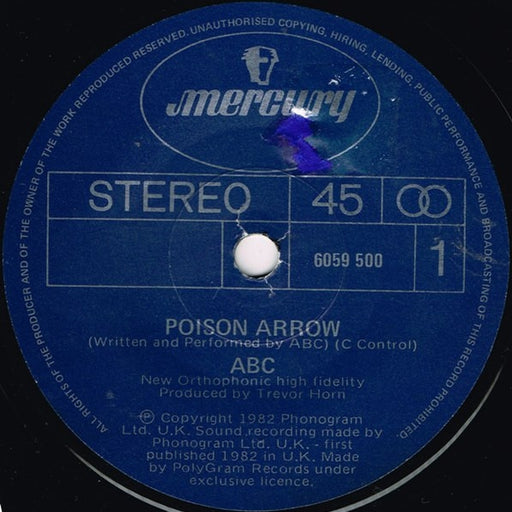 ALL RIGHTS OF THE PRODUCER AND OF THE OWNER OF THE WORK REPRODUCED RESERVED. UNAUTHORISED COPYING, HIRING, LENDING, PUBLIC PERFORMANCE AND BROADCASTING OF THIS RECORD PROHIBITED.
mercury
STEREO 45
6059 500 1
POISON ARROW
(Written and Performed by ABC) (C Control)
ABC
New Orthophonic high fidelity
Produced by Trevor Horn
Ⓟ Copyright 1982 Phonogram
Ltd. U.K. Sound recording made by
Phonogram Ltd. U.K. - first
published 1982 in U.K. Made
by PolyGram Records under
exclusive licence.